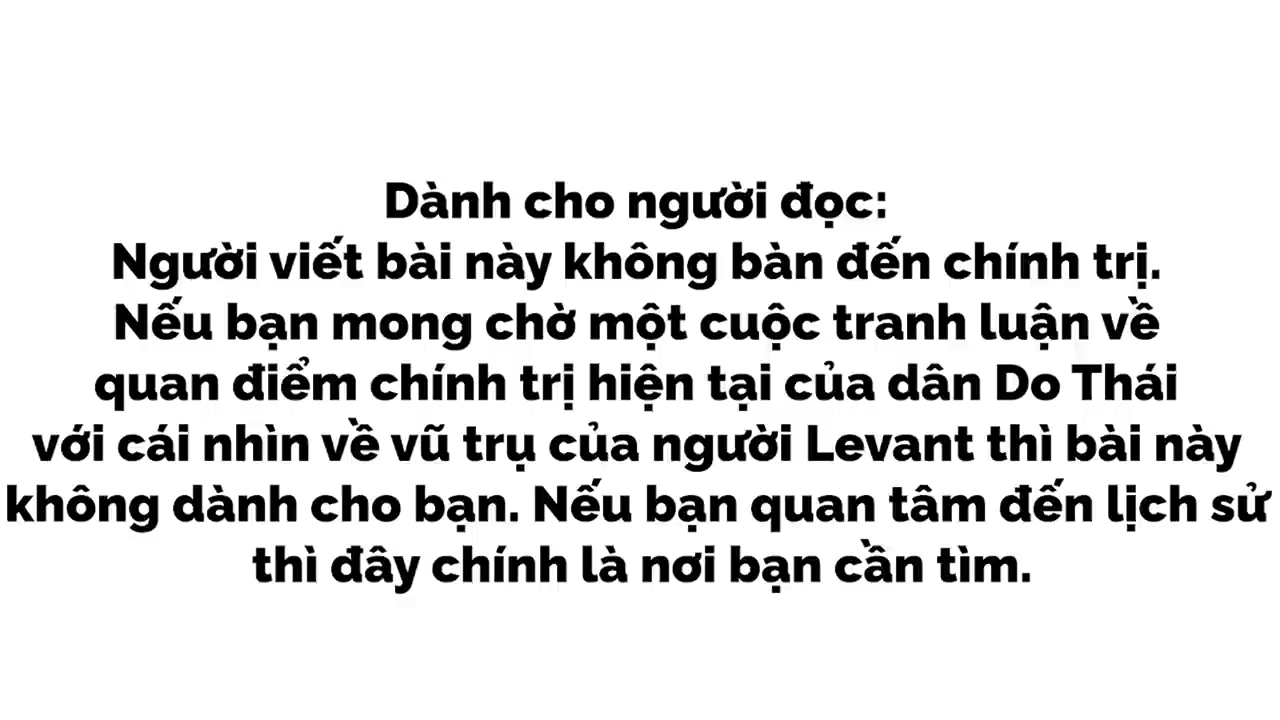 Dành cho người đọc:
Người viết bài này không bàn đến chính trị.
Nếu bạn mong chờ một cuộc tranh luận về
quan điểm chính trị hiện tại của dân Do Thái
với cái nhìn về vũ trụ của người Levant thì bài này
không dành cho bạn. Nếu bạn quan tâm đến lịch sử
thì đây chính là nơi bạn cần tìm.